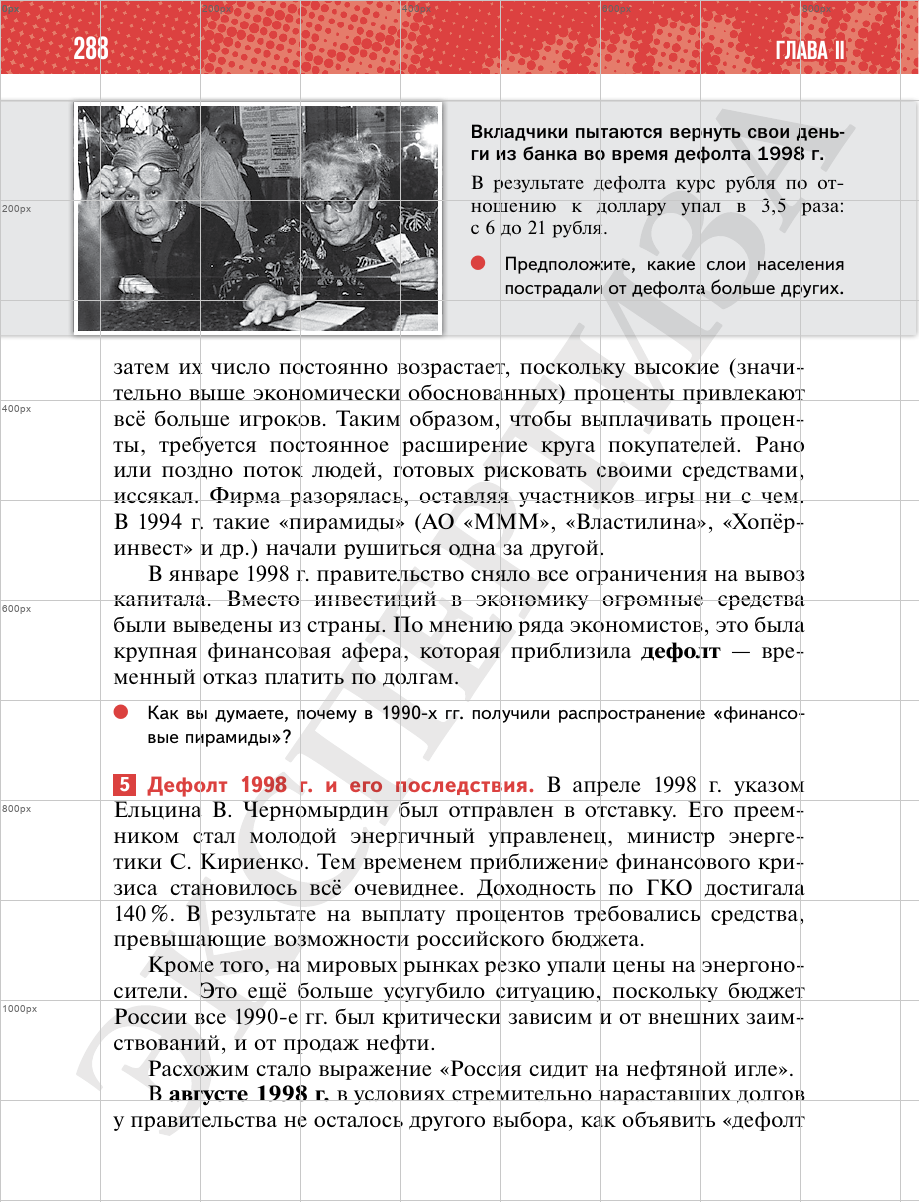 288
ГЛАВА II
Вкладчики пытаются вернуть свои день-
ги из банка во время дефолта 1998 г.
В результате дефолта курс рубля по от-
ношению к доллару упал в 3,5 раза:
с 6 до 21 рубля.
Предположите, какие слои населения
пострадали от дефолта больше других.
200px
затем их число постоянно возрастает, поскольку высокие (значи-
тельно выше экономически обоснованных) проценты привлекают
400px
всё больше игроков. Таким образом, чтобы выплачивать процен-
ты, требуется постоянное расширение круга покупателей. Рано
или поздно поток людей, готовых рисковать своими средствами,
иссякал. Фирма разорялась, оставляя участников игры ни с чем.
В 1994 г. такие «пирамиды» (АО «МММ», «Властилина», «Хопёр-
инвест» и др.) начали рушиться одна за другой.
В январе 1998 г. правительство сняло все ограничения на вывоз
капитала. Вместо инвестиций в экономику огромные средства
600px
были выведены из страны. По мнению ряда экономистов, это была
крупная финансовая афера, которая приблизила дефолт — вре-
менный отказ платить по долгам.
Как вы думаете, почему в 1990-х гг. получили распространение «финансо-
вые пирамиды»?
5 Дефолт 1998 г. и его последствия. В апреле 1998 г. указом
Ельцина В. Черномырдин был отправлен в отставку. Его преем-
800px
ником стал молодой энергичный управленец, министр энерге-
тики С. Кириенко. Тем временем приближение финансового кри-
зиса становилось всё очевиднее. Доходность по ГКО достигала
140 %. В результате на выплату процентов требовались средства,
превышающие возможности российского бюджета.
Кроме того, на мировых рынках резко упали цены на энергоно-
сители. Это ещё больше усугубило ситуацию, поскольку бюджет
1000px
России все 1990-е гг. был критически зависим и от внешних заим-
ствований, и от продаж нефти.
Расхожим стало выражение «Россия сидит на нефтяной игле».
В августе 1998 г. в условиях стремительно нараставших долгов
у правительства не осталось другого выбора, как объявить «дефолт
ЭКСПЕРТИЗА